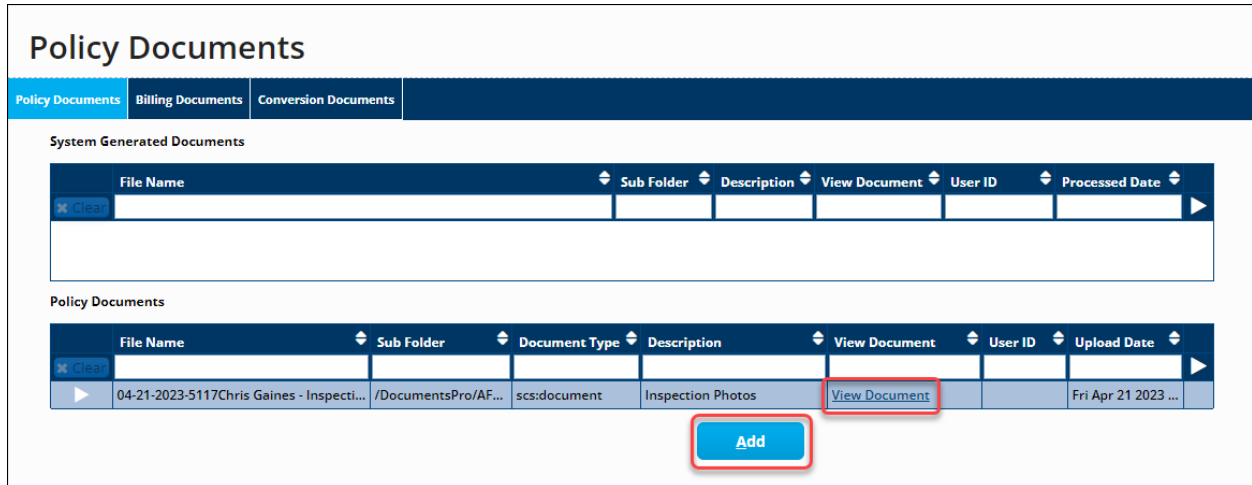 Policy Documents
Policy Documents Billing Documents Conversion Documents
System Generated Documents
File Name Sub Folder Description View Document User ID Processed Date
Clear
Policy Documents
File Name Sub Folder Document Type Description View Document User ID Upload Date
Clear
04-21-2023-5117Chris Gaines - Inspecti... /DocumentsPro/AF... scs:document Inspection Photos View Document Fri Apr 21 2023 ...
Add